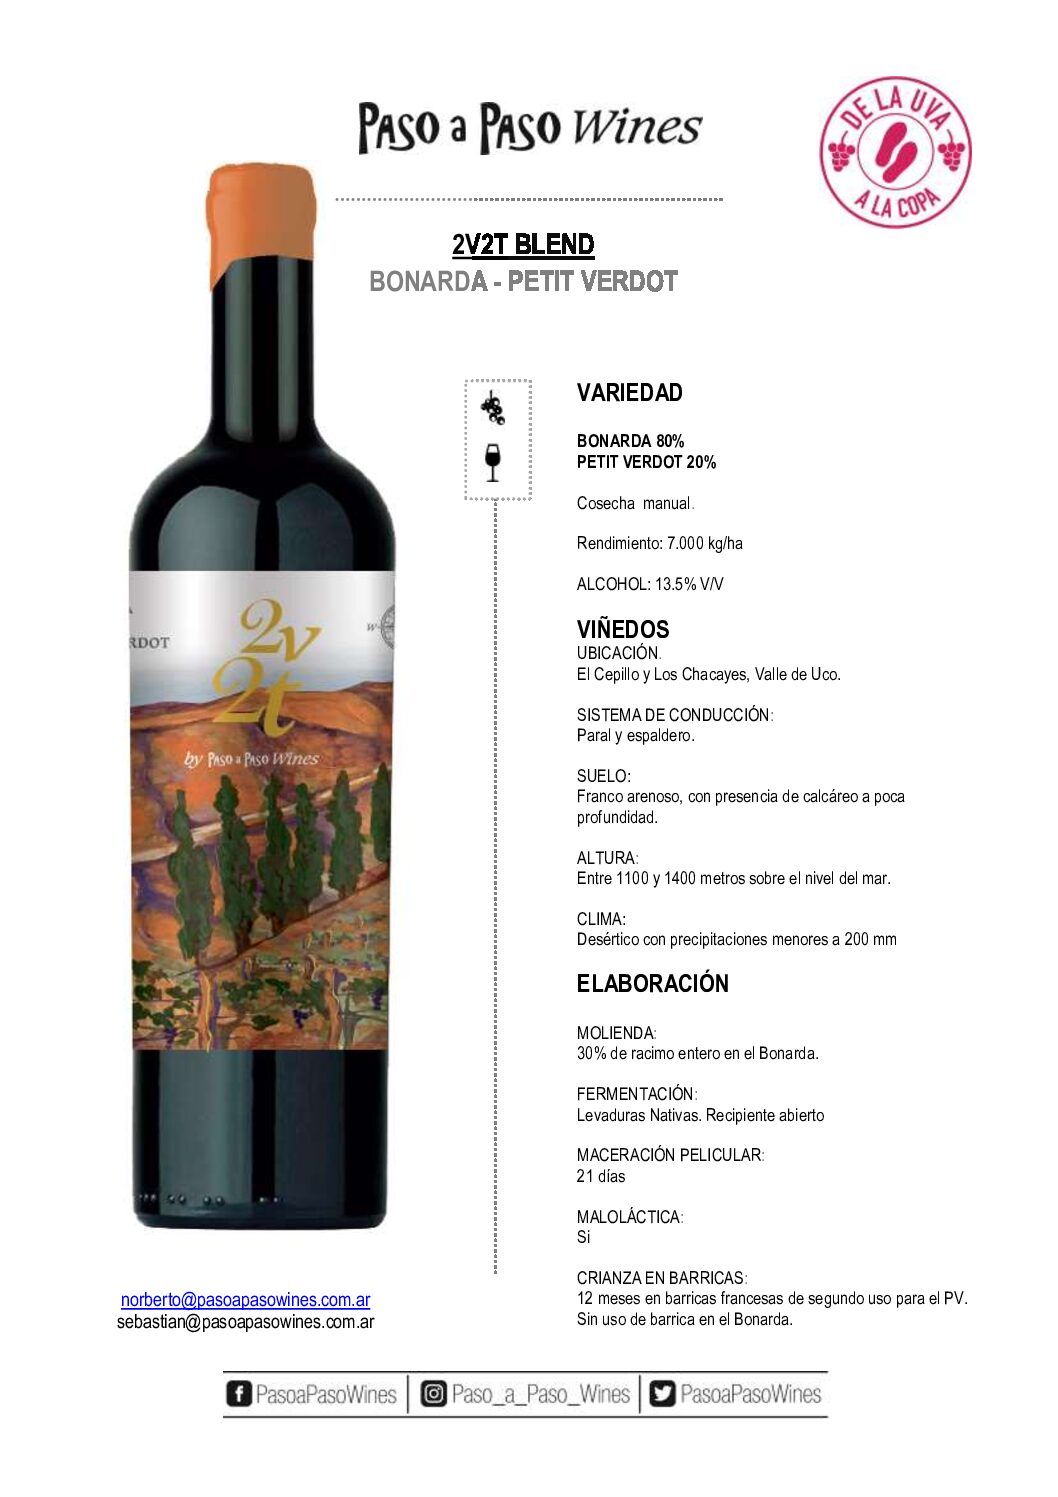 PASO a PASO Wines
DE LA UVA
A LA COPA
2V2T BLEND
BONARDA - PETIT VERDOT
VARIEDAD
BONARDA 80%
PETIT VERDOT 20%
Cosecha manual.
Rendimiento: 7.000 kg/ha
ALCOHOL: 13.5% V/V
VIÑEDOS
UBICACIÓN.
El Cepillo y Los Chacayes, Valle de Uco.
SISTEMA DE CONDUCCIÓN:
Paral y espaldero.
SUELO:
Franco arenoso, con presencia de calcáreo a poca
profundidad.
ALTURA:
Entre 1100 y 1400 metros sobre el nivel del mar.
CLIMA:
Desértico con precipitaciones menores a 200 mm
ELABORACIÓN
MOLIENDA:
30% de racimo entero en el Bonarda.
FERMENTACIÓN:
Levaduras Nativas. Recipiente abierto
MACERACIÓN PELICULAR:
21 días
MALOLÁCTICA:
Si
CRIANZA EN BARRICAS:
12 meses en barricas francesas de segundo uso para el PV.
Sin uso de barrica en el Bonarda.
RDOT
W
2v
2t
by PASO a PASO Wines
norberto@pasoapasowines.com.ar
sebastian@pasoapasowines.com.ar
PasoaPasoWines
Paso_a_Paso_Wines
PasoaPasoWines